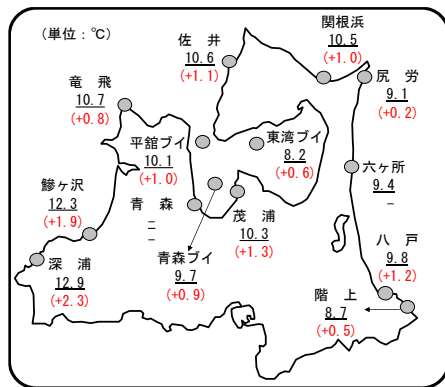 (単位:℃)
佐井
10.6
(+1.1)
関根浜
10.5
(+1.0)
尻労
9.1
(+0.2)
竜飛
10.7
(+0.8)
平舘ブイ
10.1
(+1.0)
東湾ブイ
8.2
(+0.6)
六ヶ所
9.4
－
鰺ヶ沢
12.3
(+1.9)
青森
－
－
茂浦
10.3
(+1.3)
青森ブイ
9.7
(+0.9)
八戸
9.8
(+1.2)
深浦
12.9
(+2.3)
階上
8.7
(+0.5)